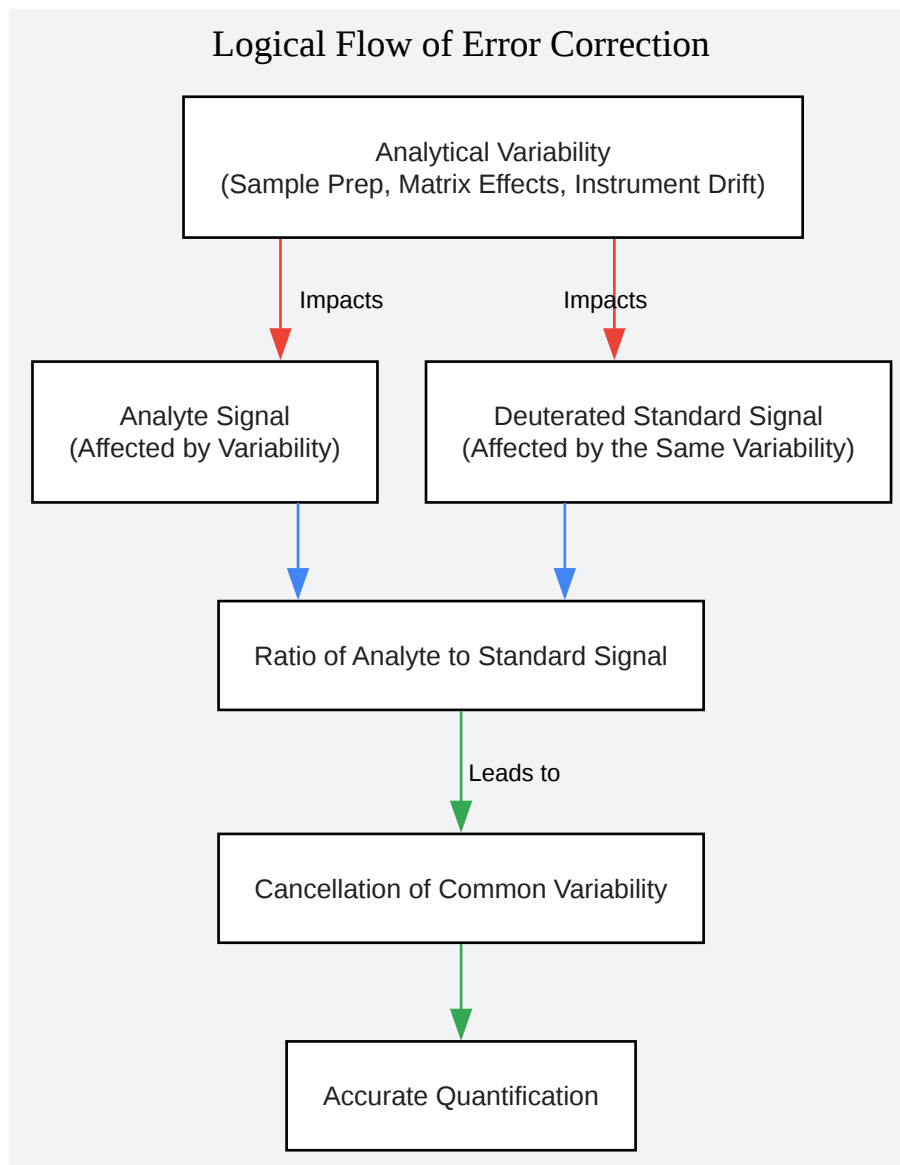 Logical Flow of Error Correction
Analytical Variability
(Sample Prep, Matrix Effects, Instrument Drift)
Impacts
Impacts
Analyte Signal
(Affected by Variability)
Deuterated Standard Signal
(Affected by the Same Variability)
Ratio of Analyte to Standard Signal
Leads to
Cancellation of Common Variability
Accurate Quantification